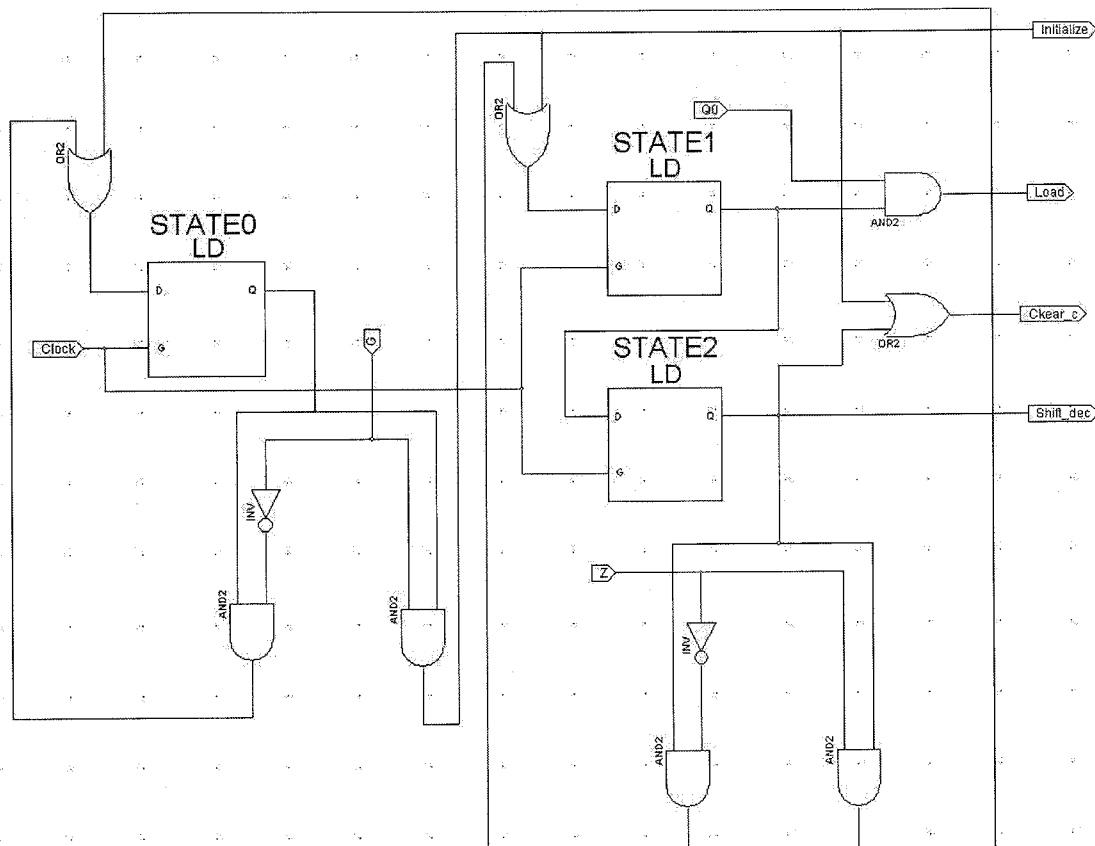 Initialize
OR2
Q0
OR2
STATE1
LD
D
Q
G
AND2
Load
STATE0
LD
D
Q
G
Clock
G
OR2
Ckear_c
STATE2
LD
D
Q
G
Shift_dec
INV
AND2
AND2
Z
INV
AND2
AND2